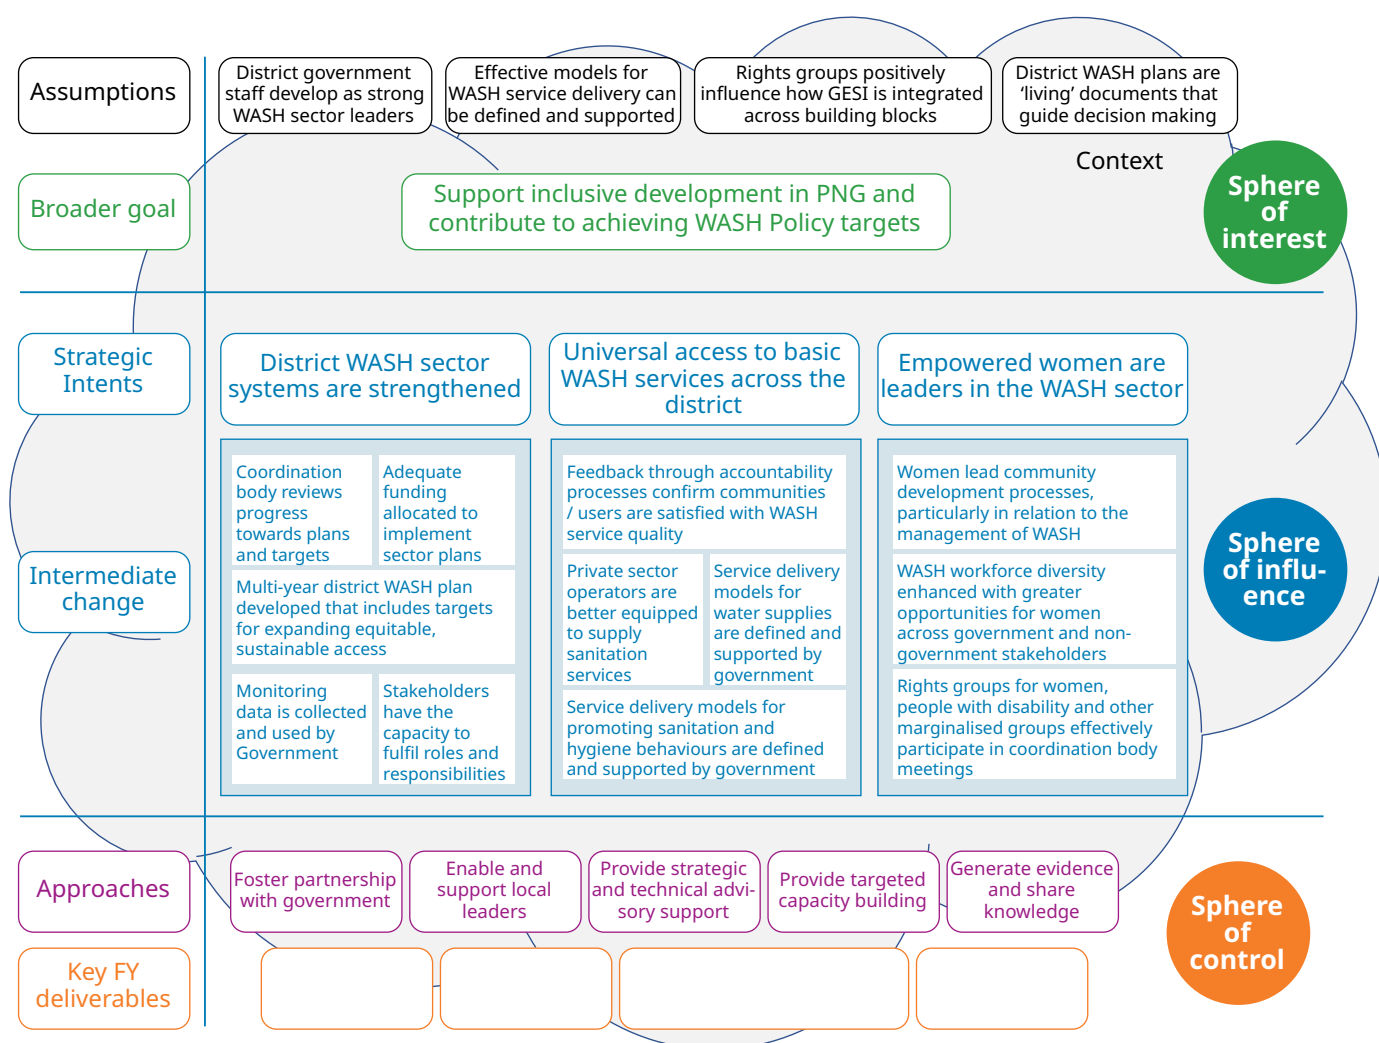 Assumptions
District government
staff develop as strong
WASH sector leaders
Effective models for
WASH service delivery can
be defined and supported
Rights groups positively
influence how GESI is integrated
across building blocks
District WASH plans are
‘living’ documents that
guide decision making
Context
Broader goal
Support inclusive development in PNG and
contribute to achieving WASH Policy targets
Sphere
of
interest
Strategic
Intents
District WASH sector
systems are strengthened
Universal access to basic
WASH services across the
district
Empowered women are
leaders in the WASH sector
Intermediate
change
Coordination
body reviews
progress
towards plans
and targets
Adequate
funding
allocated to
implement
sector plans
Multi-year district WASH plan
developed that includes targets
for expanding equitable,
sustainable access
Monitoring
data is collected
and used by
Government
Stakeholders
have the
capacity to
fulfil roles and
responsibilities
Feedback through accountability
processes confirm communities
/ users are satisfied with WASH
service quality
Private sector
operators are
better equipped
to supply
sanitation
services
Service delivery
models for
water supplies
are defined and
supported by
government
Service delivery models for
promoting sanitation and
hygiene behaviours are defined
and supported by government
Women lead community
development processes,
particularly in relation to the
management of WASH
WASH workforce diversity
enhanced with greater
opportunities for women
across government and non-
government stakeholders
Rights groups for women,
people with disability and other
marginalised groups effectively
participate in coordination body
meetings
Sphere
of influ-
ence
Approaches
Foster partnership
with government
Enable and
support local
leaders
Provide strategic
and technical advi-
sory support
Provide targeted
capacity building
Generate evidence
and share
knowledge
Sphere
of
control
Key FY
deliverables